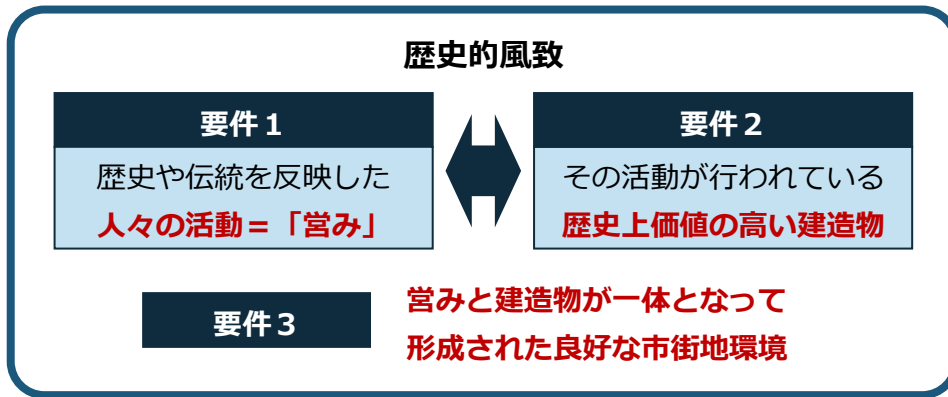 歴史的風致
要件１
歴史や伝統を反映した
人々の活動＝「営み」
要件２
その活動が行われている
歴史上価値の高い建造物
要件３
営みと建造物が一体となって
形成された良好な市街地環境